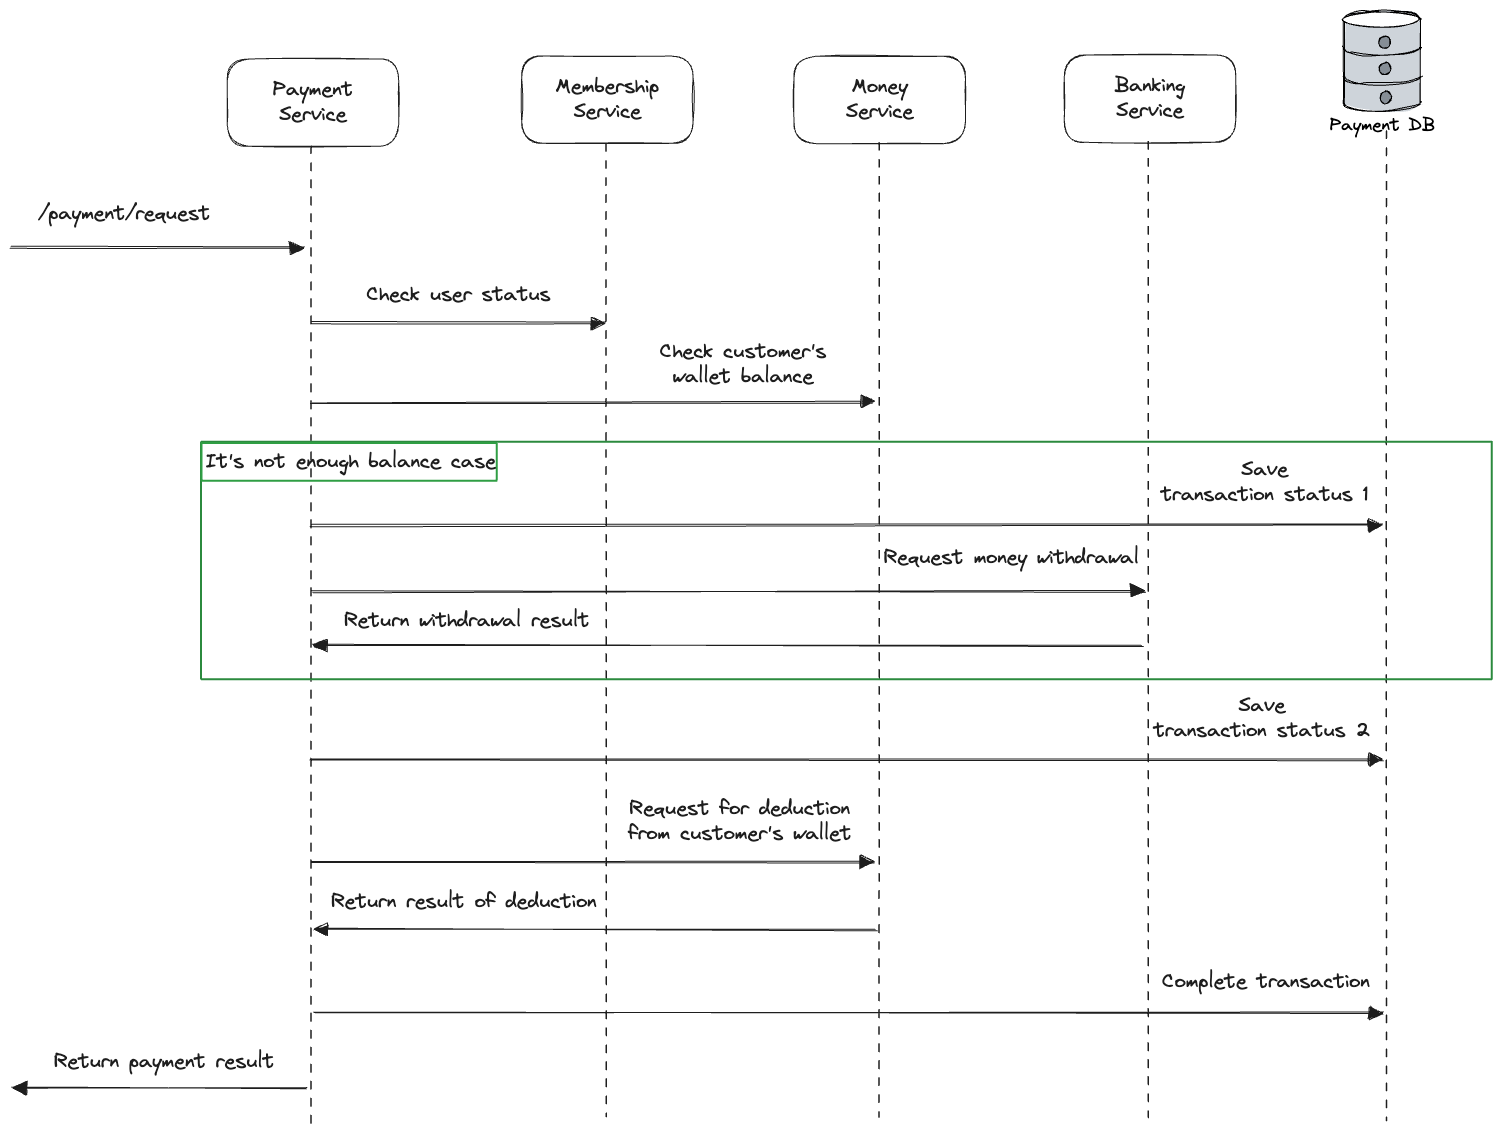 Payment
Service
Membership
Service
Money
Service
Banking
Service
Payment DB
/payment/request
Check user status
Check customer's
wallet balance
It's not enough balance case
Save
transaction status 1
Request money withdrawal
Return withdrawal result
Save
transaction status 2
Request for deduction
from customer's wallet
Return result of deduction
Complete transaction
Return payment result